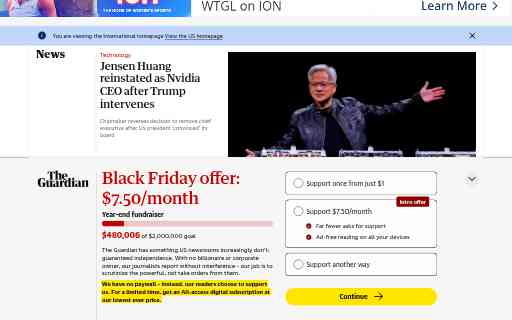 ION
THE HOME OF WOMEN'S SPORTS
WTGL on ION
Learn More >
You are viewing the International homepage View the US homepage
News
Technology
Jensen Huang
reinstated as Nvidia
CEO after Trump
intervenes
Chipmaker reverses decision to remove chief
executive after US president 'convinced' its
board
The
Guardian
Black Friday offer:
$7.50/month
Year-end fundraiser
$480,006 of $2,000,000 goal
The Guardian has something US newsrooms increasingly don't:
guaranteed independence. With no billionaire or corporate
owner, our journalists report without interference – our job is to
scrutinise the powerful, not take orders from them.
We have no paywall – instead, our readers choose to support
us. For a limited time, get an All-access digital subscription at
our lowest ever price.
Support once from just $1
Intro offer
Support $7.50/month
Far fewer asks for support
Ad-free reading on all your devices
Support another way
Continue →